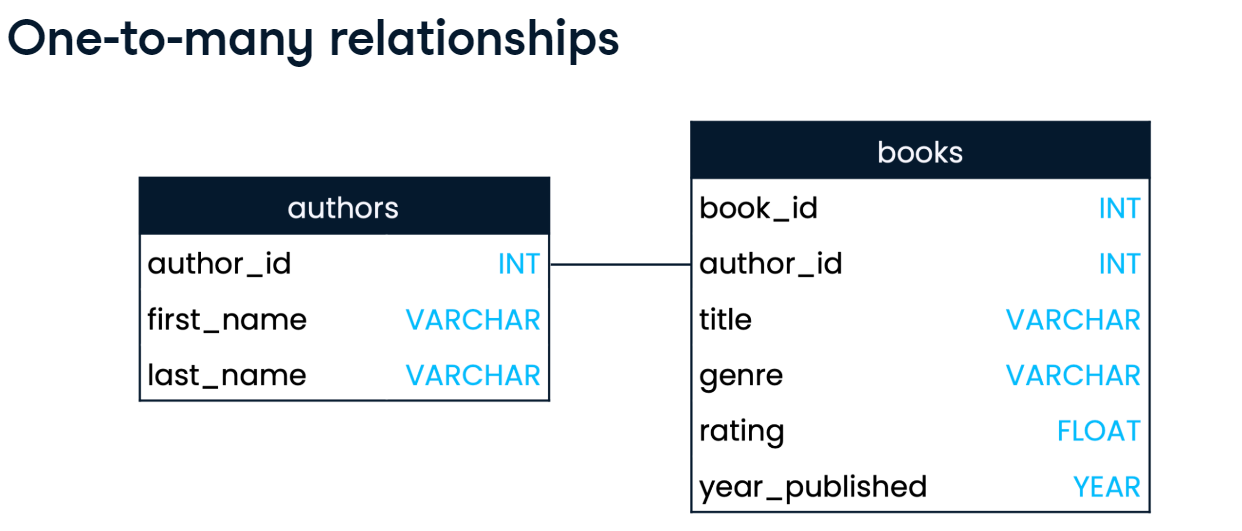 One-to-many relationships
authors
author_id INT
first_name VARCHAR
last_name VARCHAR
books
book_id INT
author_id INT
title VARCHAR
genre VARCHAR
rating FLOAT
year_published YEAR